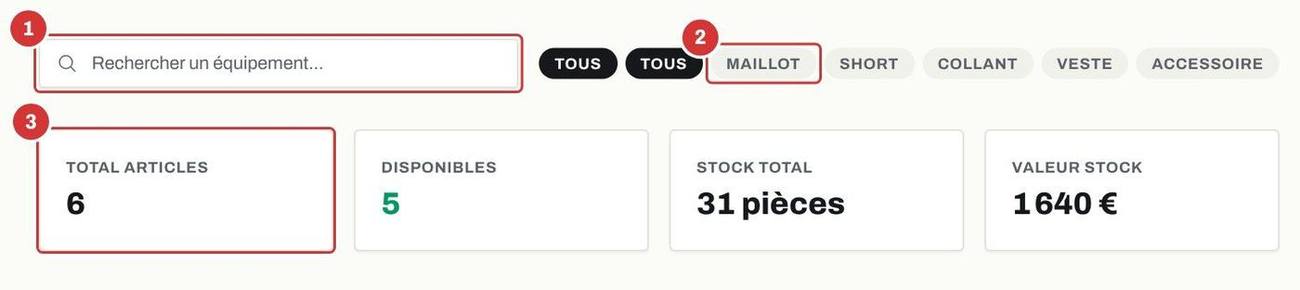 1
Rechercher un équipement...
TOUS
TOUS
2
MAILLOT
SHORT
COLLANT
VESTE
ACCESSOIRE
3
TOTAL ARTICLES
6
DISPONIBLES
5
STOCK TOTAL
31 pièces
VALEUR STOCK
1 640 €